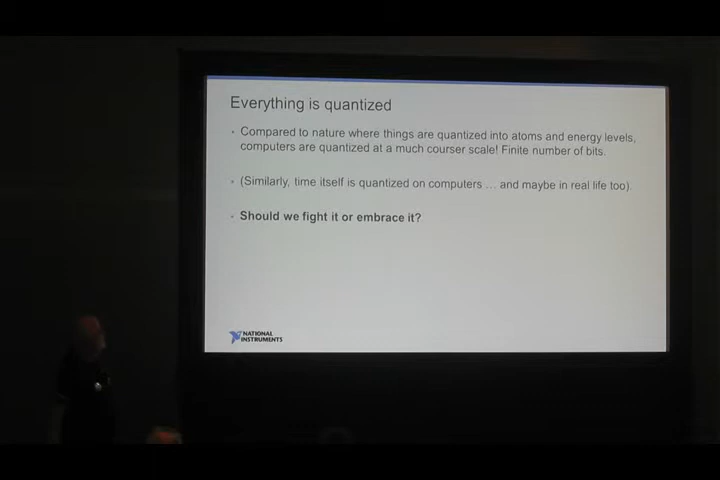 Everything is quantized
Compared to nature where things are quantized into atoms and energy levels,
computers are quantized at a much courser scale! Finite number of bits.
(Similarly, time itself is quantized on computers … and maybe in real life too).
Should we fight it or embrace it?
NATIONAL
INSTRUMENTS